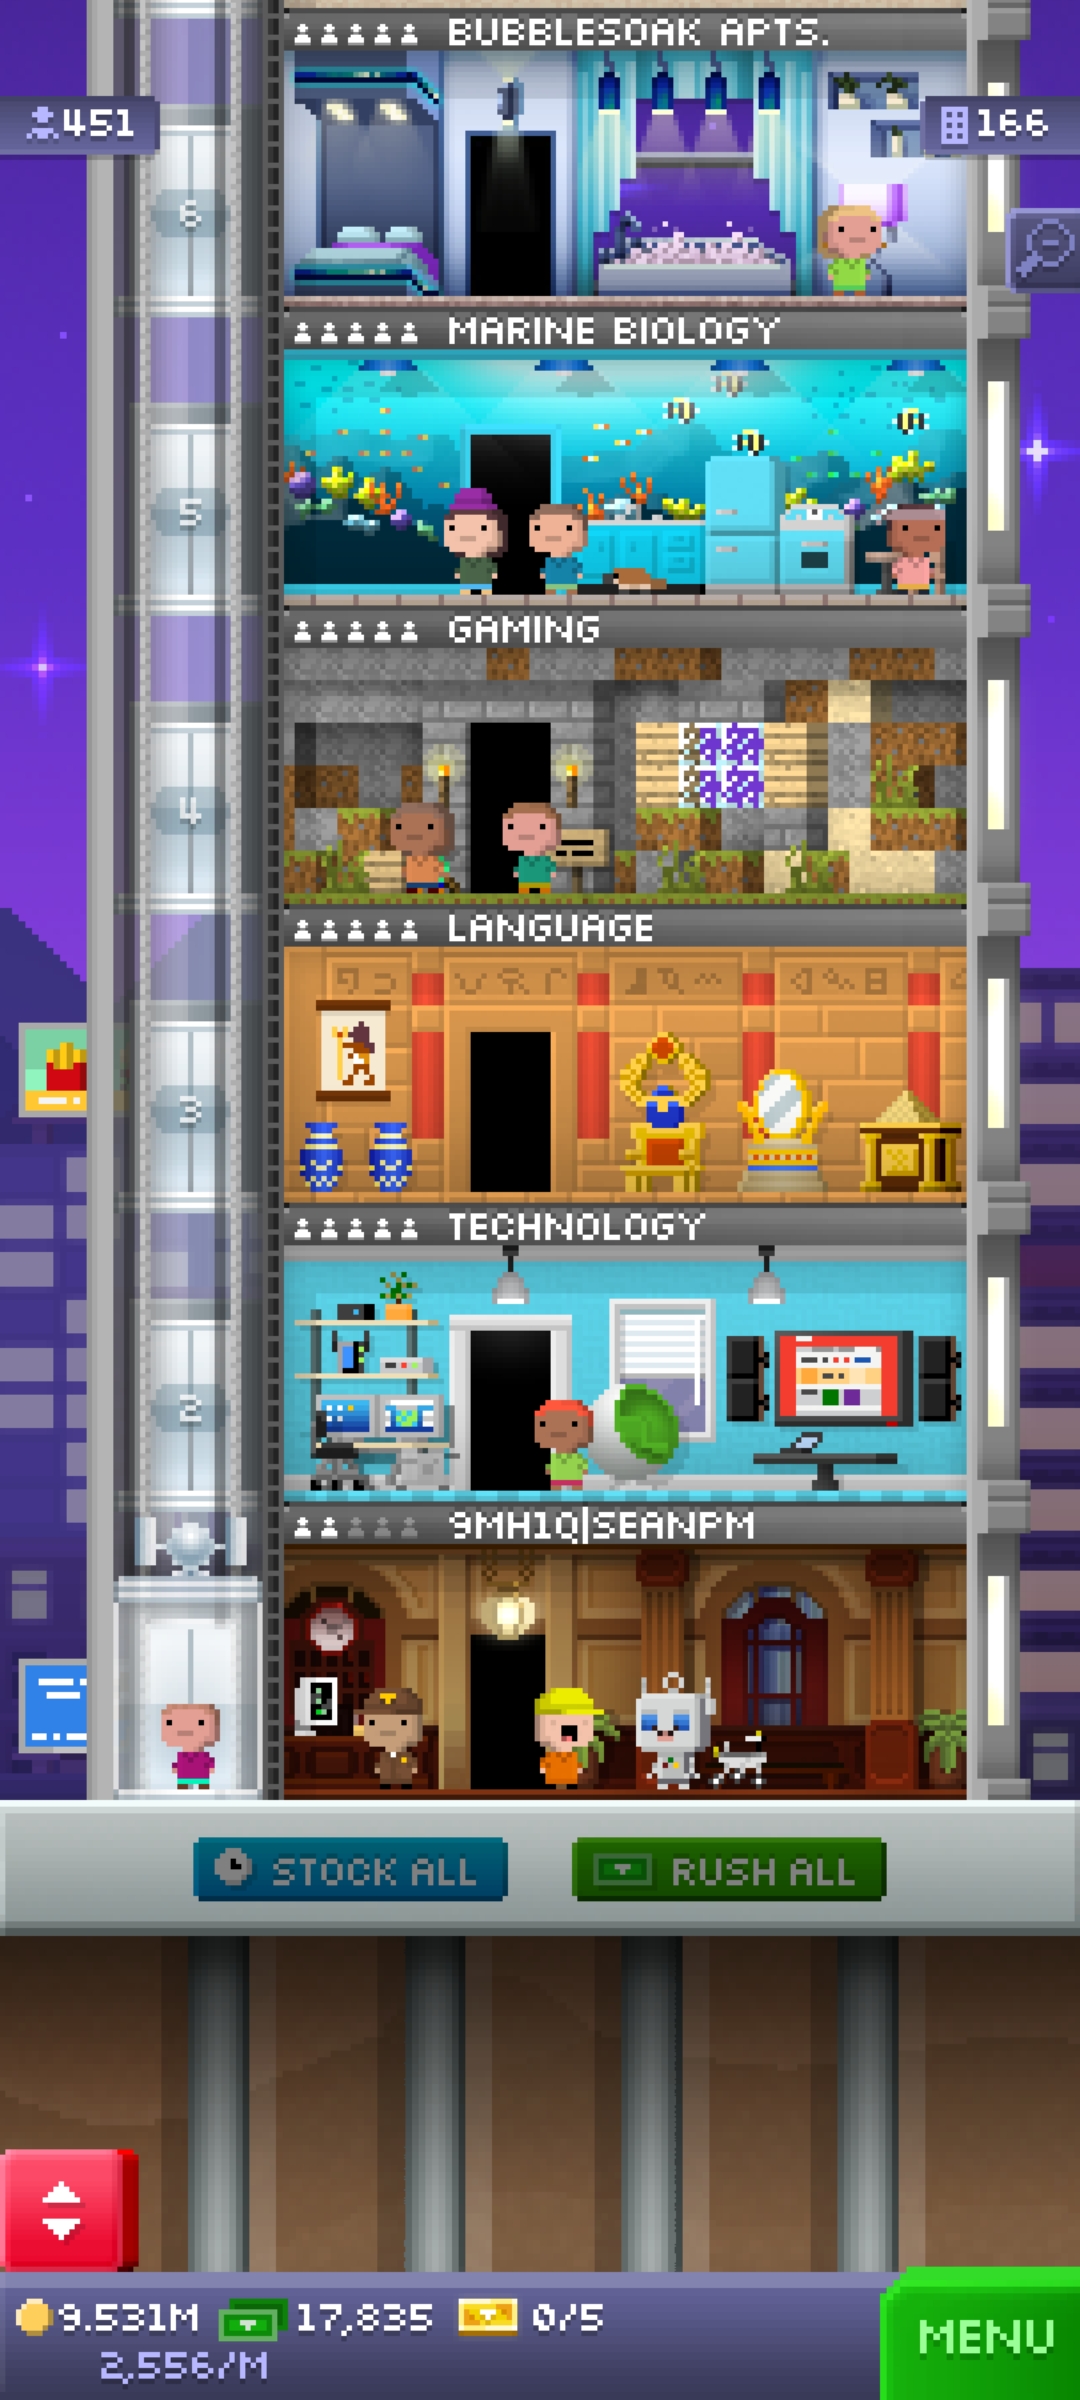 BUBBLESOAK APTS.
451
166
6
MARINE BIOLOGY
5
GAMING
4
LANGUAGE
3
TECHNOLOGY
2
9MH1Q|SEANPM
STOCK ALL
RUSH ALL
9.531M
17,835
0/5
2,556/M
MENU